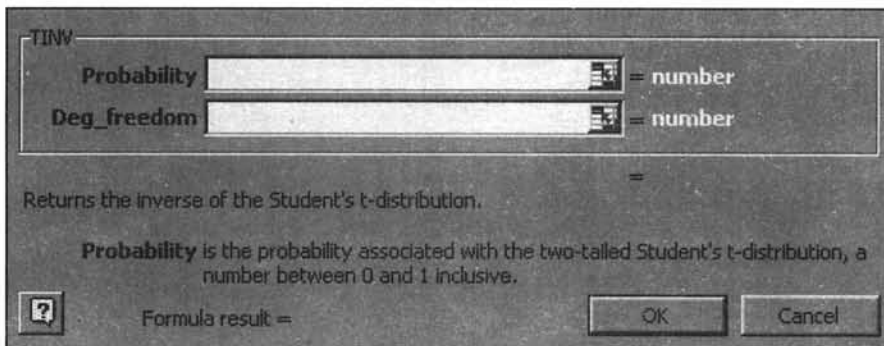 TINV
Probability = number
Deg_freedom = number
=
Returns the inverse of the Student's t-distribution.
Probability is the probability associated with the two-tailed Student's t-distribution, a
number between 0 and 1 inclusive.
? Formula result = OK Cancel